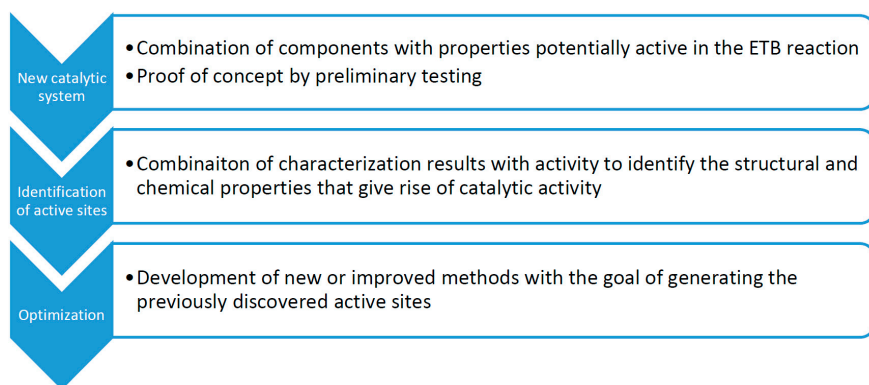 New catalytic
system
•Combination of components with properties potentially active in the ETB reaction
•Proof of concept by preliminary testing
Identification
of active sites
•Combinaiton of characterization results with activity to identify the structural and
chemical properties that give rise of catalytic activity
Optimization
•Development of new or improved methods with the goal of generating the
previously discovered active sites